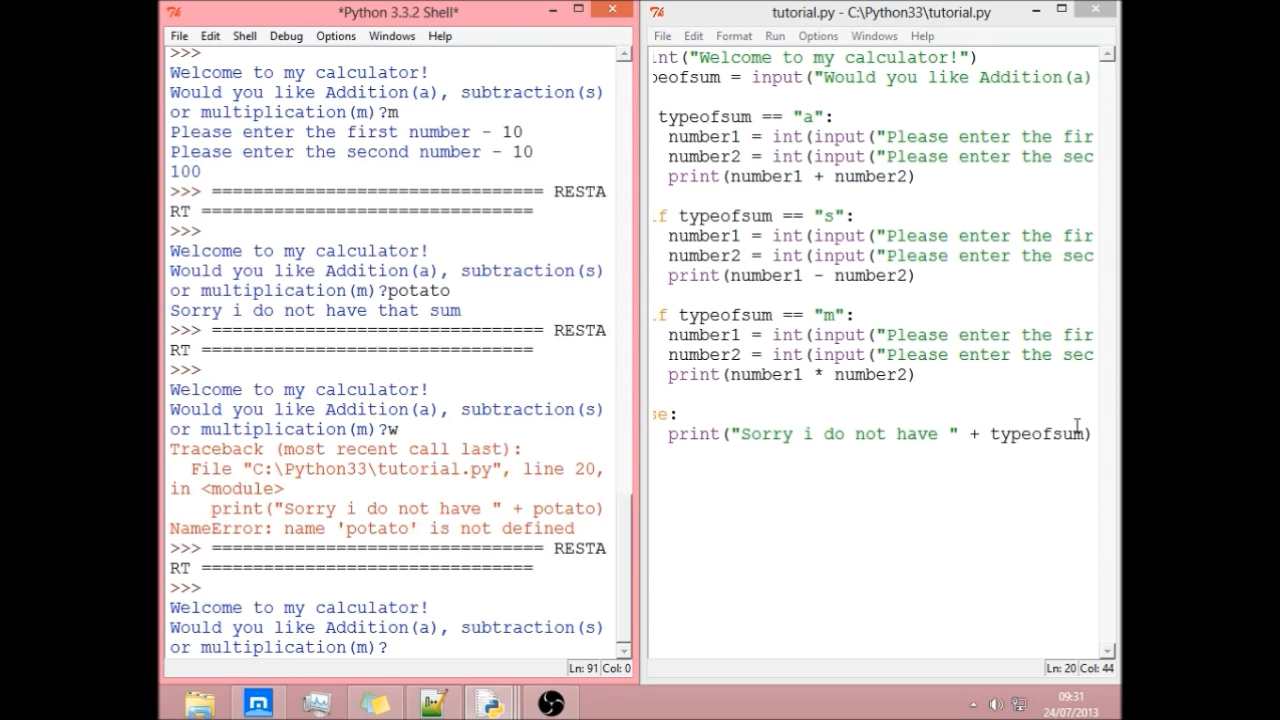 *Python 3.3.2 Shell*
File Edit Shell Debug Options Windows Help
>>>
Welcome to my calculator!
Would you like Addition(a), subtraction(s)
or multiplication(m)?m
Please enter the first number - 10
Please enter the second number - 10
100
>>> ================================ RESTA
RT ================================
>>>
Welcome to my calculator!
Would you like Addition(a), subtraction(s)
or multiplication(m)?potato
Sorry i do not have that sum
>>> ================================ RESTA
RT ================================
>>>
Welcome to my calculator!
Would you like Addition(a), subtraction(s)
or multiplication(m)?w
Traceback (most recent call last):
File "C:\Python33\tutorial.py", line 20,
in <module>
print("Sorry i do not have " + potato)
NameError: name 'potato' is not defined
>>> ================================ RESTA
RT ================================
>>>
Welcome to my calculator!
Would you like Addition(a), subtraction(s)
or multiplication(m)?
Ln: 91 Col: 0
tutorial.py - C:\Python33\tutorial.py
File Edit Format Run Options Windows Help
int("Welcome to my calculator!")
peofsum = input("Would you like Addition(a)
typeofsum == "a":
number1 = int(input("Please enter the fir
number2 = int(input("Please enter the sec
print(number1 + number2)
if typeofsum == "s":
number1 = int(input("Please enter the fir
number2 = int(input("Please enter the sec
print(number1 - number2)
if typeofsum == "m":
number1 = int(input("Please enter the fir
number2 = int(input("Please enter the sec
print(number1 * number2)
se:
print("Sorry i do not have " + typeofsum)
Ln: 20 Col: 44
09:31
24/07/2013